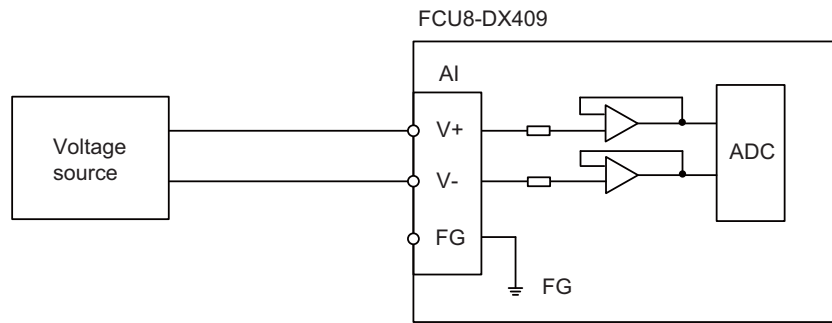 FCU8-DX409
AI
Voltage
source
V+
V-
FG
FG
ADC